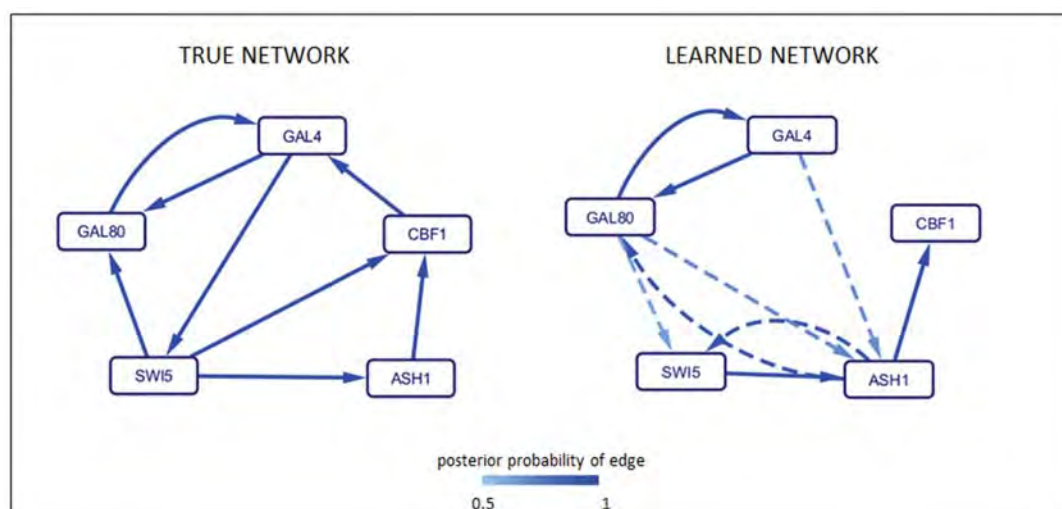 TRUE NETWORK
GAL4
GAL80
CBF1
SWI5
ASH1
LEARNED NETWORK
GAL4
GAL80
CBF1
SWI5
ASH1
posterior probability of edge
0.5 1